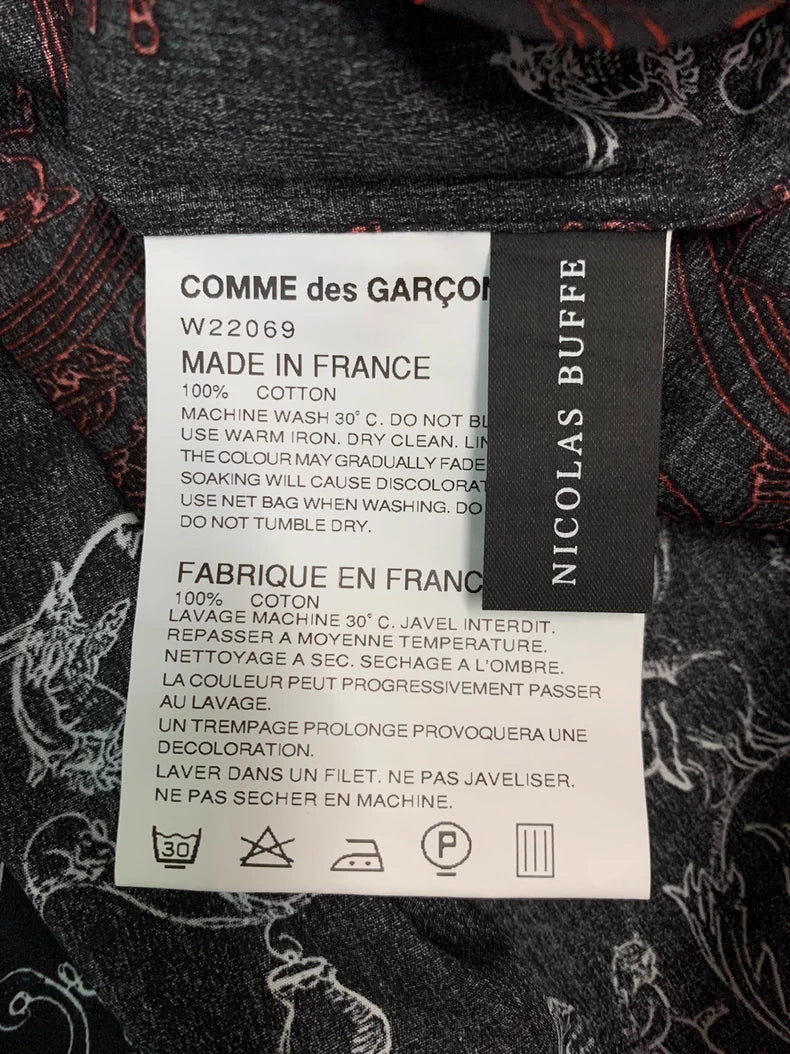 COMME des GARÇO
W22069
MADE IN FRANCE
100% COTTON
MACHINE WASH 30° C. DO NOT
USE WARM IRON. DRY CLEAN.
THE COLOUR MAY GRADUALLY FADE
SOAKING WILL CAUSE
USE NET BAG WHEN WASHING. DO
DO NOT TUMBLE DRY.
FABRIQUE EN FRANC
100% COTON
LAVAGE MACHINE 30° C. JAVEL INTERDIT.
REPASSER A MOYENNE TEMPERATURE.
NETTOYAGE A SEC. SECHAGE A L'OMBRE.
LA COULEUR PEUT PROGRESSIVEMENT PASSER
AU LAVAGE.
UN TREMPAGE PROLONGE PROVOQUERA UNE
DECOLORATION.
LAVER DANS UN FILET. NE PAS JAVELISER.
NE PAS SECHER EN MACHINE.
30 P
NICOLAS BUFFE